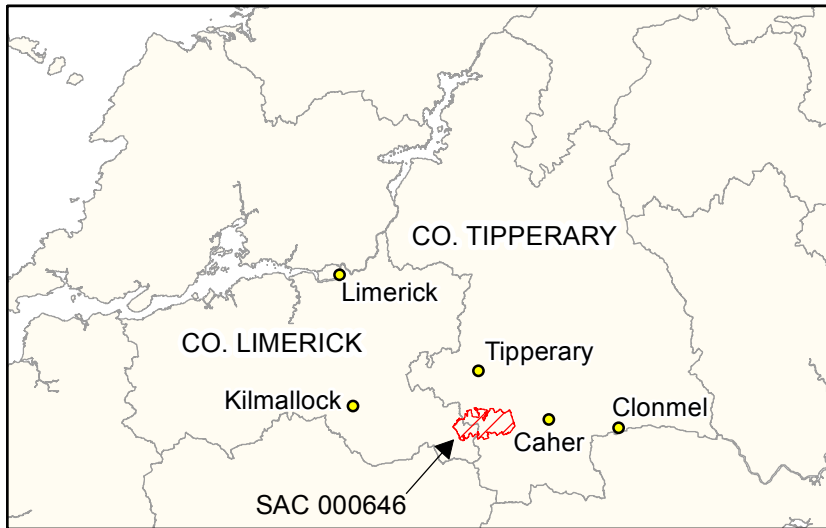 CO. TIPPERARY
Limerick
CO. LIMERICK
Tipperary
Kilmallock
Clonmel
Caher
SAC 000646